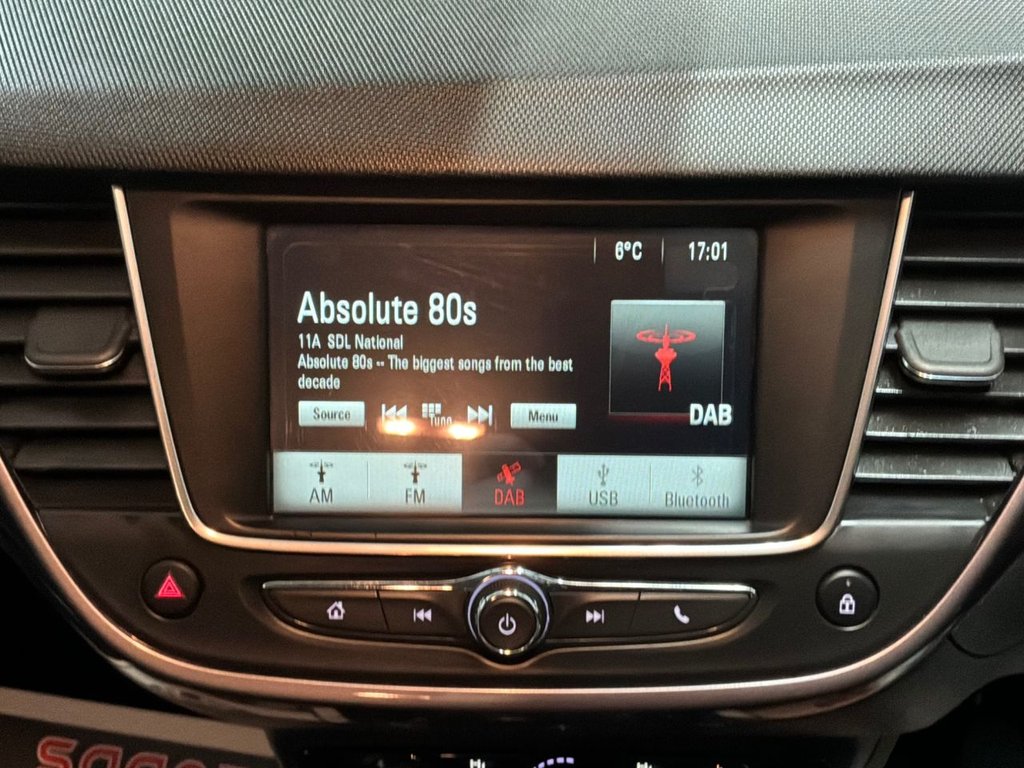 6°C 17:01
Absolute 80s
11A SDL National
Absolute 80s -- The biggest songs from the best
decade
Source Tune Menu
DAB
AM FM DAB USB Bluetooth